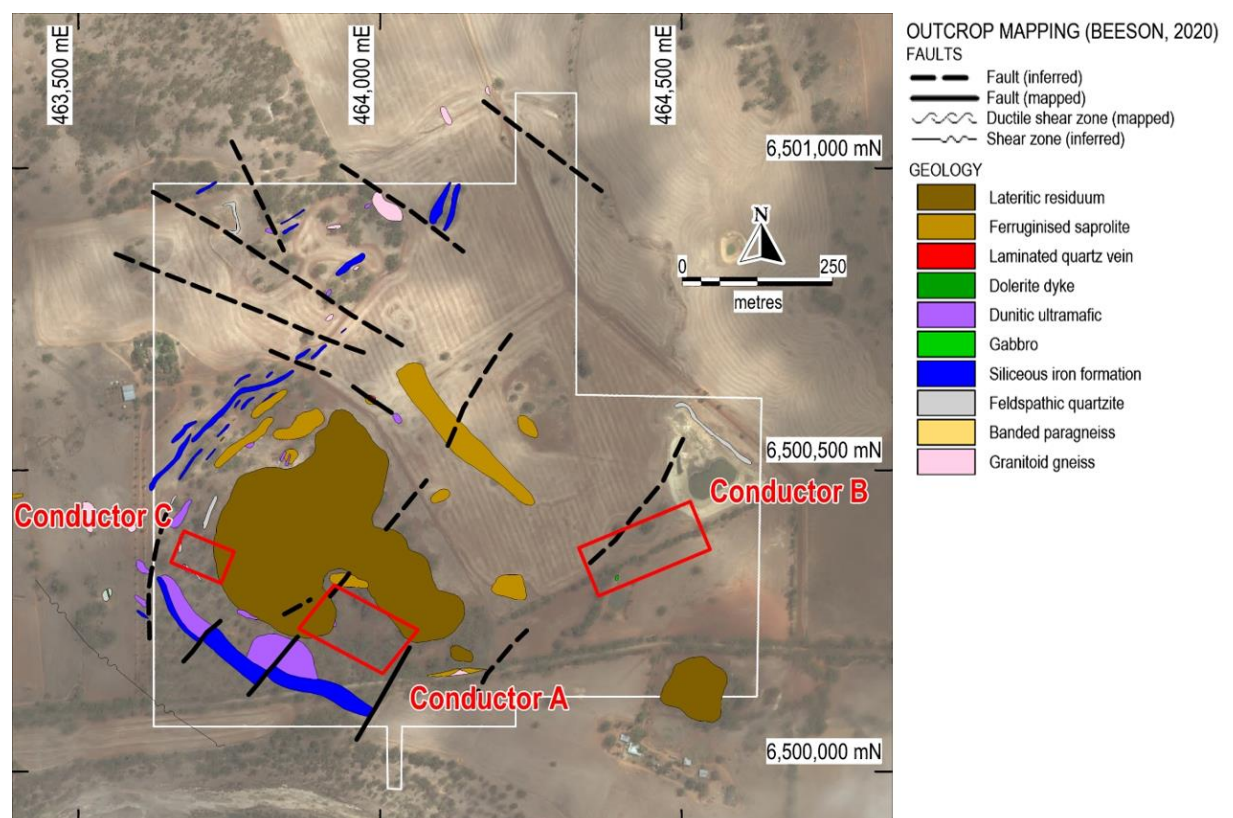 463,500 mE
464,000 mE
464,500 mE
6,501,000 mN
N
0 250
metres
6,500,500 mN
Conductor B
Conductor C
Conductor A
6,500,000 mN
OUTCROP MAPPING (BEESON, 2020)
FAULTS
Fault (inferred)
Fault (mapped)
Ductile shear zone (mapped)
Shear zone (inferred)
GEOLOGY
Lateritic residuum
Ferruginised saprolite
Laminated quartz vein
Dolerite dyke
Dunitic ultramafic
Gabbro
Siliceous iron formation
Feldspathic quartzite
Banded paragneiss
Granitoid gneiss